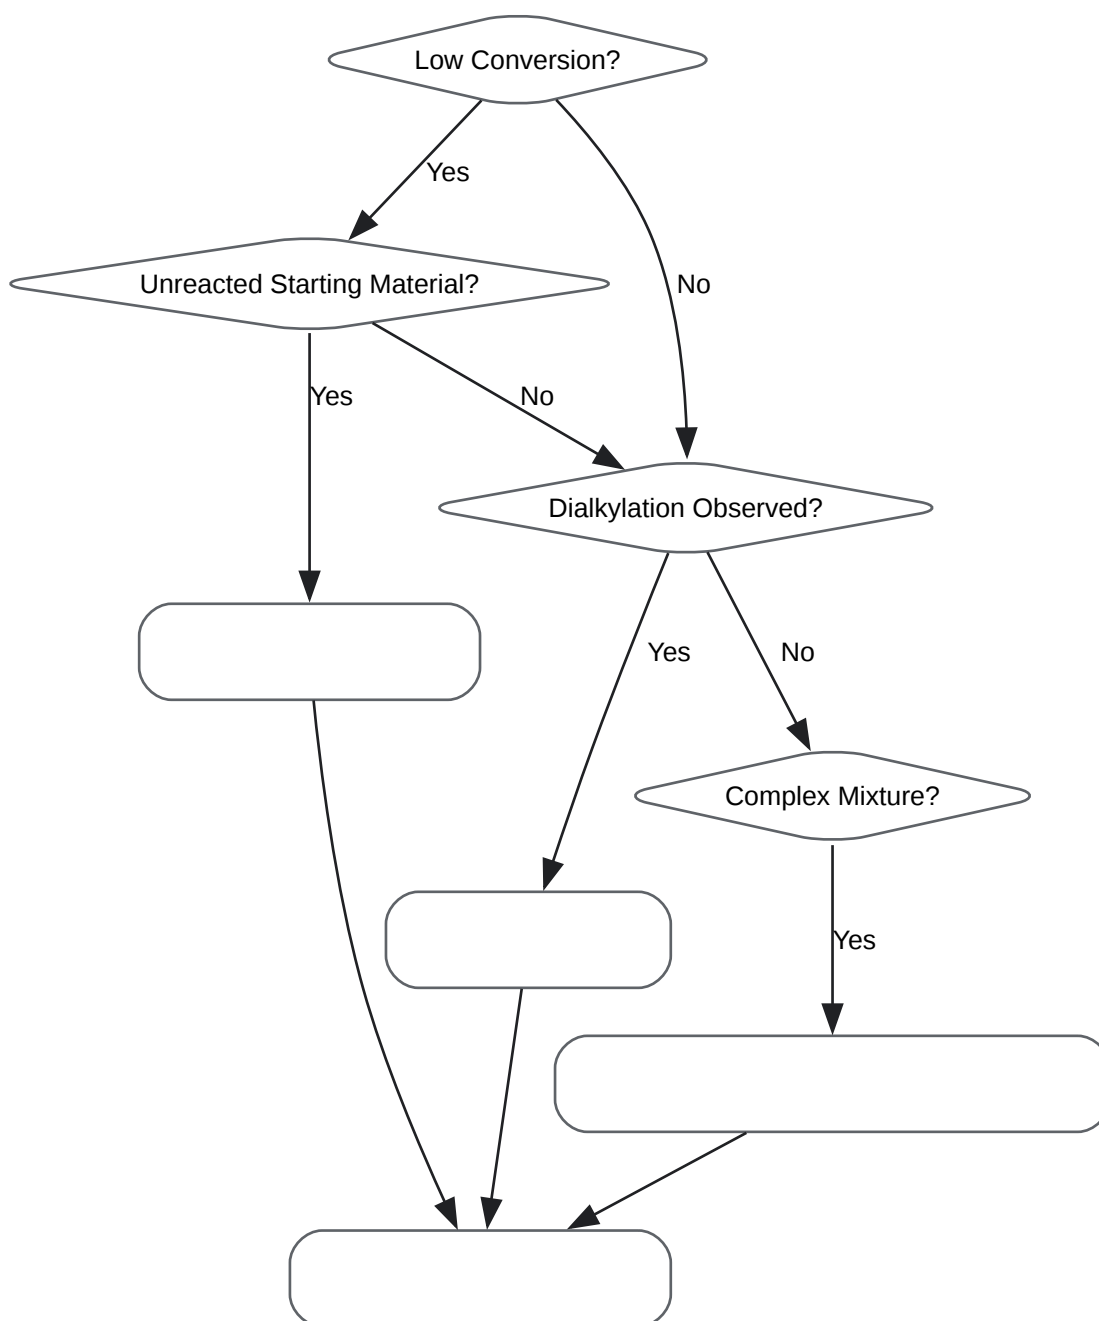 Low Conversion?
Yes
Unreacted Starting Material?
No
Yes
No
Dialkylation Observed?
Yes
No
Complex Mixture?
Yes